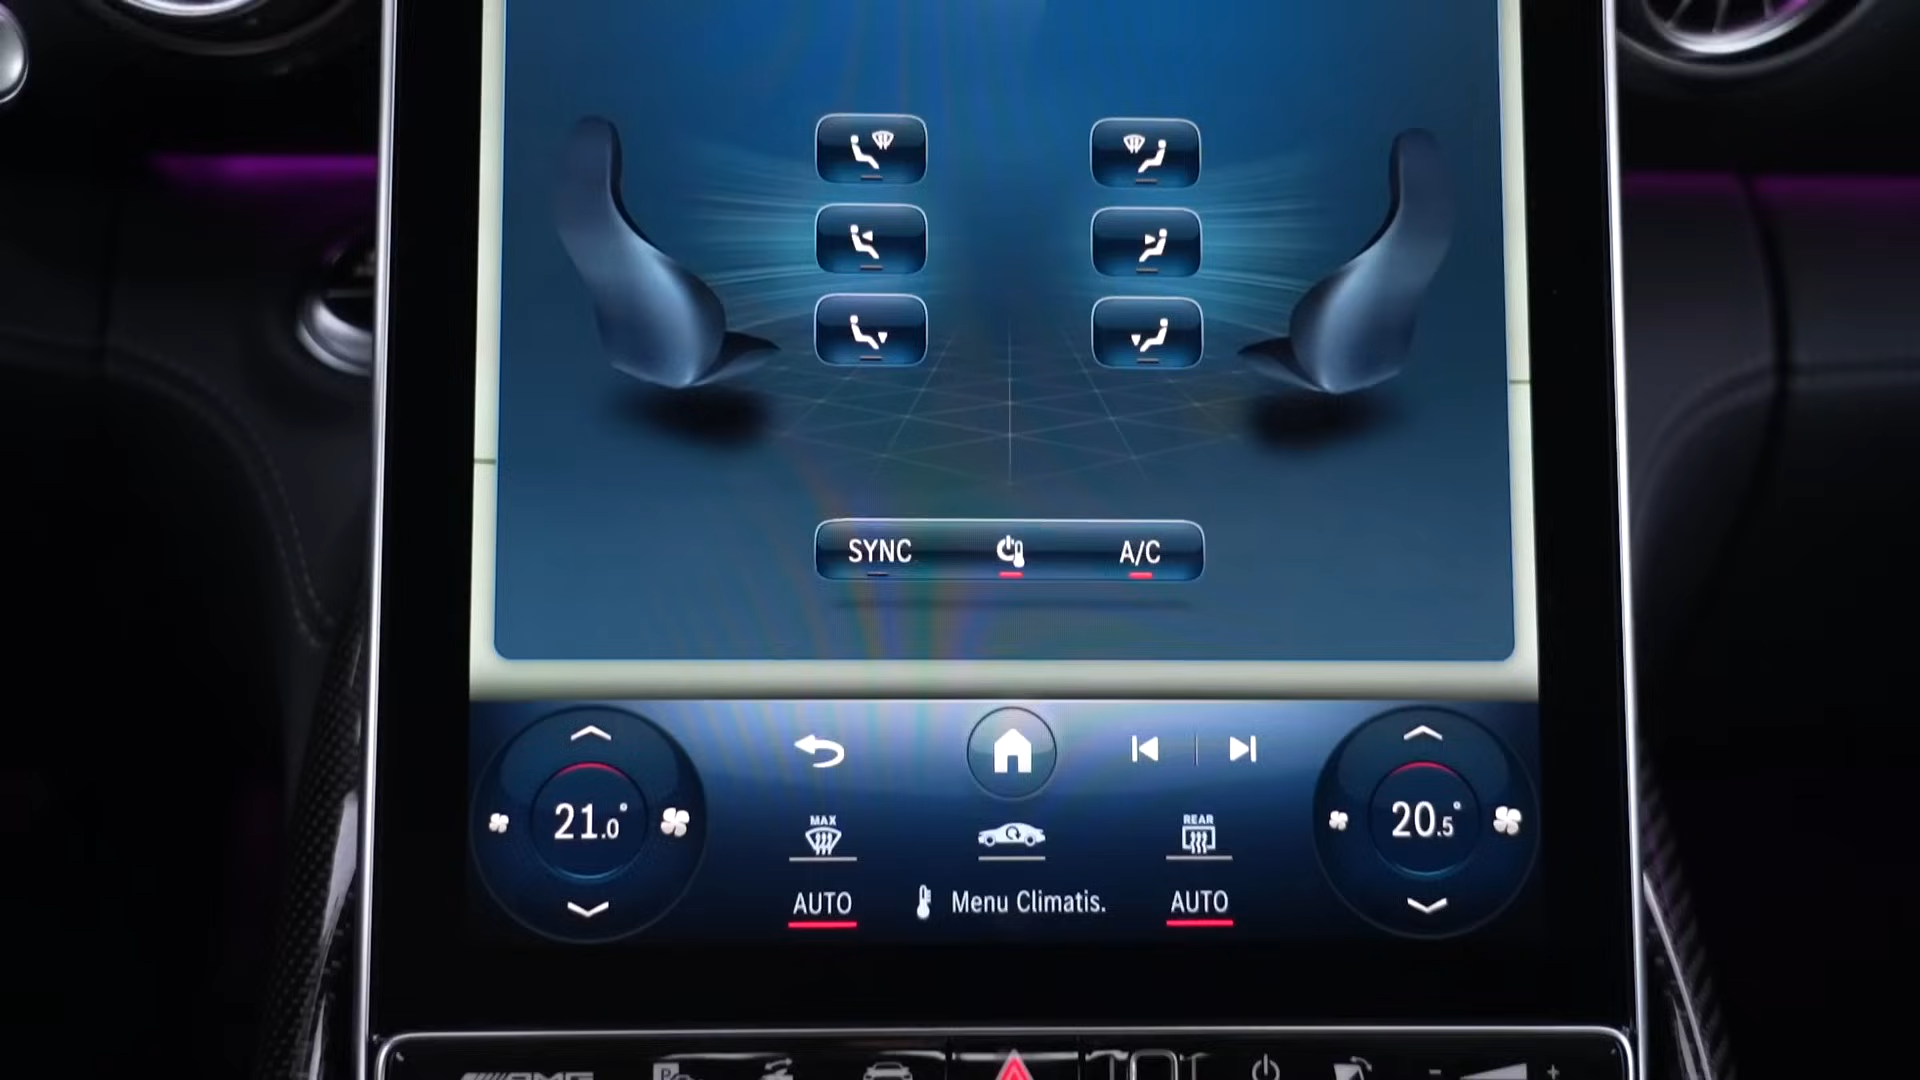 SYNC
A/C
21.0°
20.5°
MAX
REAR
AUTO
Menu Climatis.
AUTO
AMG
P